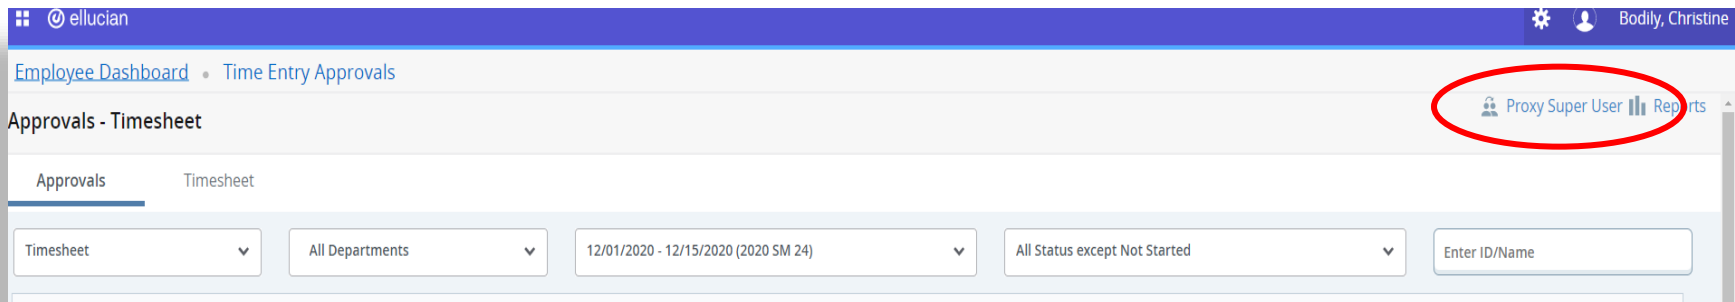 ellucian Bodily, Christine
Employee Dashboard • Time Entry Approvals
Proxy Super User Reports
Approvals - Timesheet
Approvals Timesheet
Timesheet All Departments 12/01/2020 - 12/15/2020 (2020 SM 24) All Status except Not Started Enter ID/Name